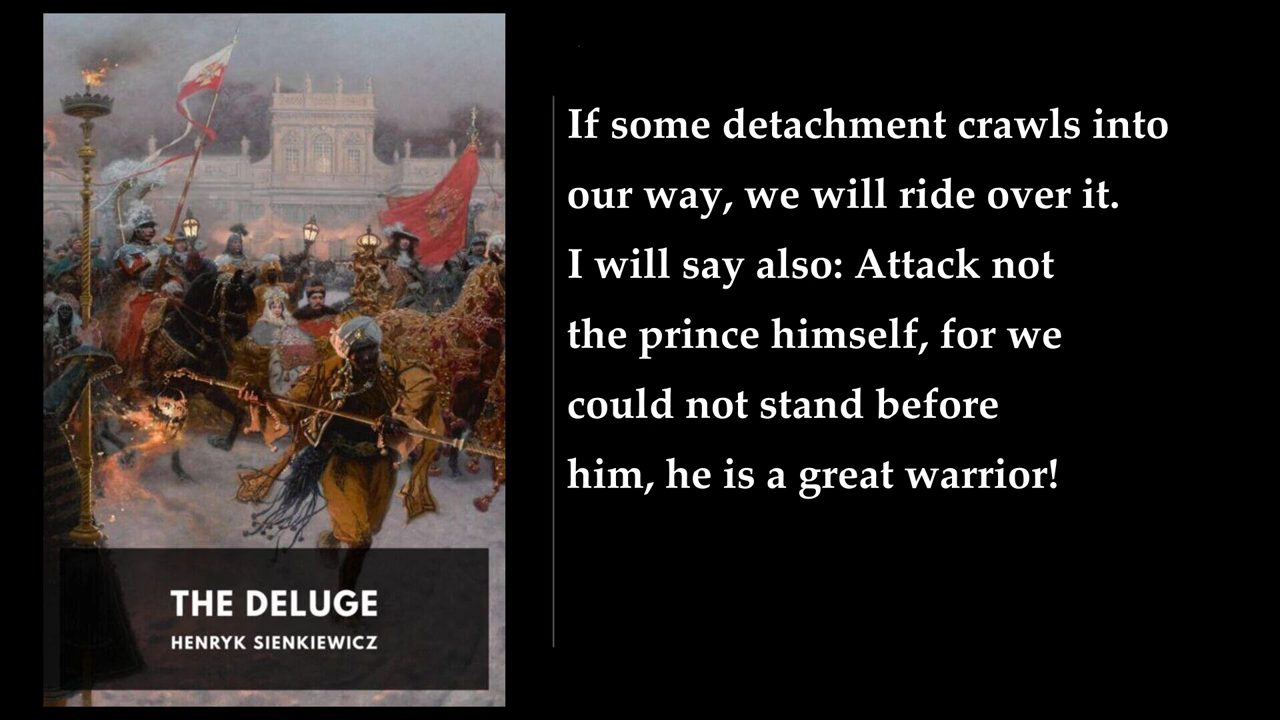 If some detachment crawls into
our way, we will ride over it.
I will say also: Attack not
the prince himself, for we
could not stand before
him, he is a great warrior!
THE DELUGE
HENRYK SIENKIEWICZ